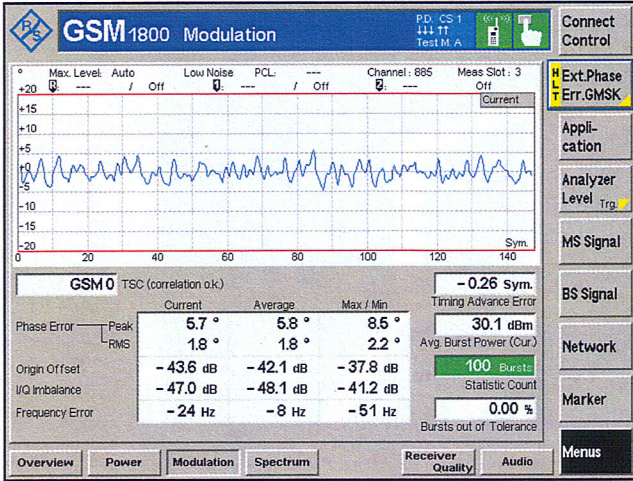 R&S
GSM 1800 Modulation
P.D. CS 1
Test M. A
Connect Control
° Max. Level: Auto Low Noise PCL: --- Channel: 885 Meas Slot: 3
R: --- / Off 1: --- / Off 2: --- Off
Current
+20
+15
+10
+5
+0
-5
-10
-15
-20
0 20 40 60 80 100 120 140
Sym.
GSM 0 TSC (correlation o.k.)
Current Average Max / Min
Phase Error Peak 5.7 ° 5.8 ° 8.5 °
RMS 1.8 ° 1.8 ° 2.2 °
Origin Offset - 43.6 dB - 42.1 dB - 37.8 dB
I/Q Imbalance - 47.0 dB - 48.1 dB - 41.2 dB
Frequency Error - 24 Hz - 8 Hz - 51 Hz
- 0.26 Sym.
Timing Advance Error
30.1 dBm
Avg. Burst Power (Cur.)
100 Bursts
Statistic Count
0.00 %
Bursts out of Tolerance
H
L
T
Ext.Phase
Err.GMSK
Appli-
cation
Analyzer
Level Trg.
MS Signal
BS Signal
Network
Marker
Menus
Overview Power Modulation Spectrum Receiver Quality Audio